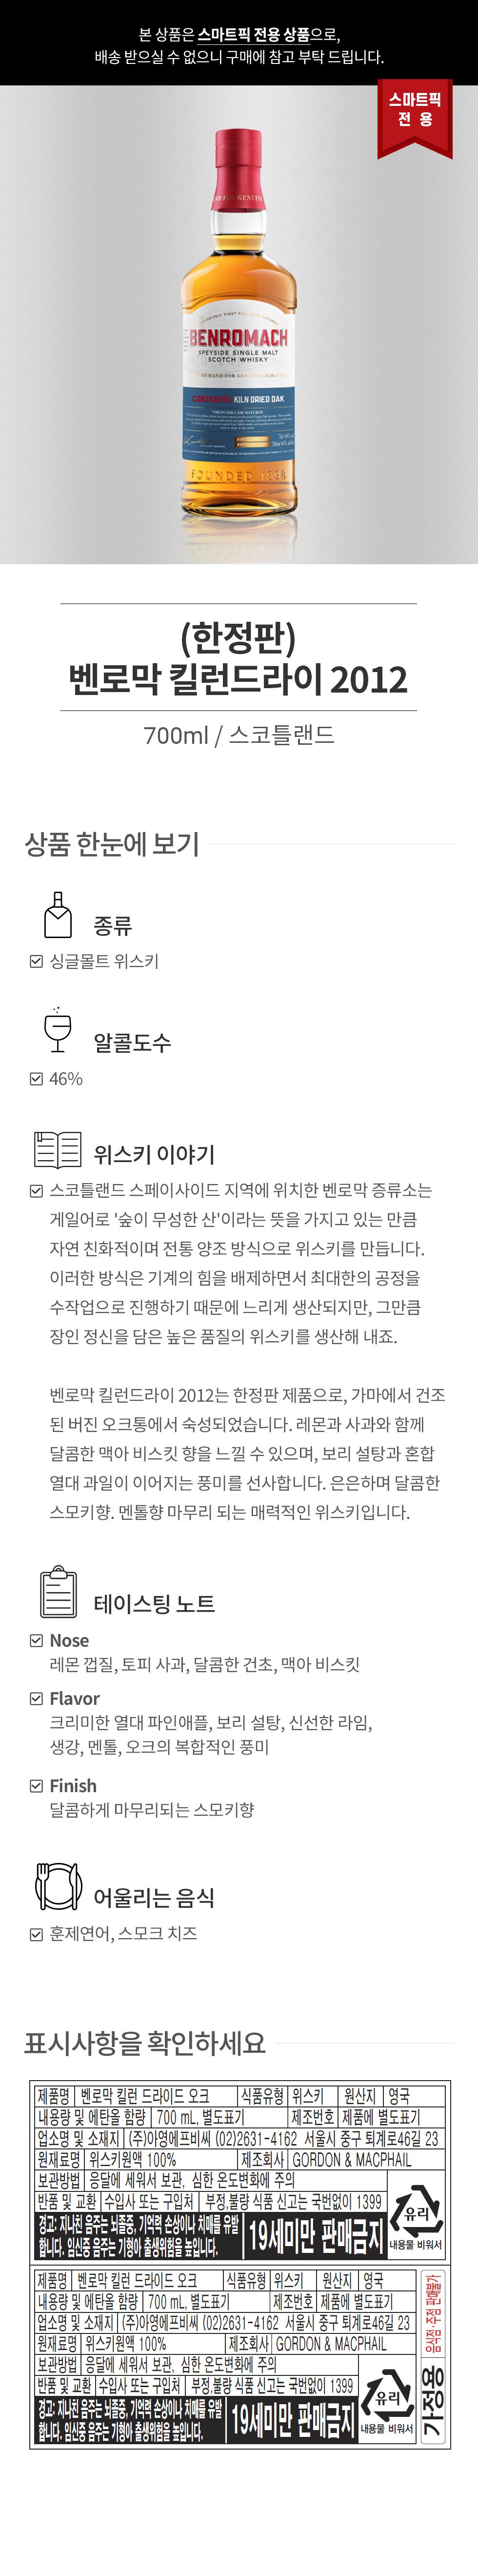 본 상품은 스마트픽 전용 상품으로,
배송 받으실 수 없으니 구매에 참고 부탁 드립니다.
스마트픽
전 용
BENROMACH
SPEYSIDE SINGLE MALT
SCOTCH WHISKY
CONTRASTS: KILN DRIED OAK
FOUNDED 1898
(한정판)
벤로막 킬런드라이 2012
700ml / 스코틀랜드
상품 한눈에 보기
종류
싱글몰트 위스키
알콜도수
46%
위스키 이야기
스코틀랜드 스페이사이드 지역에 위치한 벤로막 증류소는
게일어로 '숲이 무성한 산'이라는 뜻을 가지고 있는 만큼
자연 친화적이며 전통 양조 방식으로 위스키를 만듭니다.
이러한 방식은 기계의 힘을 배제하면서 최대한의 공정을
수작업으로 진행하기 때문에 느리게 생산되지만, 그만큼
장인 정신을 담은 높은 품질의 위스키를 생산해 내죠.
벤로막 킬런드라이 2012는 한정판 제품으로, 가마에서 건조
된 버진 오크통에서 숙성되었습니다. 레몬과 사과와 함께
달콤한 맥아 비스킷 향을 느낄 수 있으며, 보리 설탕과 혼합
열대 과일이 이어지는 풍미를 선사합니다. 은은하며 달콤한
스모키향. 멘톨향 마무리 되는 매력적인 위스키입니다.
테이스팅 노트
Nose
레몬 껍질, 토피 사과, 달콤한 건초, 맥아 비스킷
Flavor
크리미한 열대 파인애플, 보리 설탕, 신선한 라임,
생강, 멘톨, 오크의 복합적인 풍미
Finish
달콤하게 마무리되는 스모키향
어울리는 음식
훈제연어, 스모크 치즈
표시사항을 확인하세요
제품명 벤로막 킬런 드라이드 오크 식품유형 위스키 원산지 영국
내용량 및 에탄올 함량 700 mL, 별도표기 제조번호 제품에 별도표기
업소명 및 소재지 (주)아영에프비씨 (02)2631-4162 서울시 중구 퇴계로46길 23
원재료명 위스키원액 100% 제조회사 GORDON & MACPHAIL
보관방법 응달에 세워서 보관, 심한 온도변화에 주의
반품 및 교환 수입사 또는 구입처 부정,불량 식품 신고는 국번없이 1399
경고: 지나친 음주는 뇌졸중, 기억력 손상이나 치매를 유발
합니다. 임신중 음주는 기형아 출생위험을 높입니다.
19세미만 판매금지
유리
내용물 비워서
제품명 벤로막 킬런 드라이드 오크 식품유형 위스키 원산지 영국
내용량 및 에탄올 함량 700 mL, 별도표기 제조번호 제품에 별도표기
업소명 및 소재지 (주)아영에프비씨 (02)2631-4162 서울시 중구 퇴계로46길 23
원재료명 위스키원액 100% 제조회사 GORDON & MACPHAIL
보관방법 응달에 세워서 보관, 심한 온도변화에 주의
반품 및 교환 수입사 또는 구입처 부정,불량 식품 신고는 국번없이 1399
경고: 지나친 음주는 뇌졸중, 기억력 손상이나 치매를 유발
합니다. 임신중 음주는 기형아 출생위험을 높입니다.
19세미만 판매금지
유리
내용물 비워서
음식점·주점 판매불가
가정용